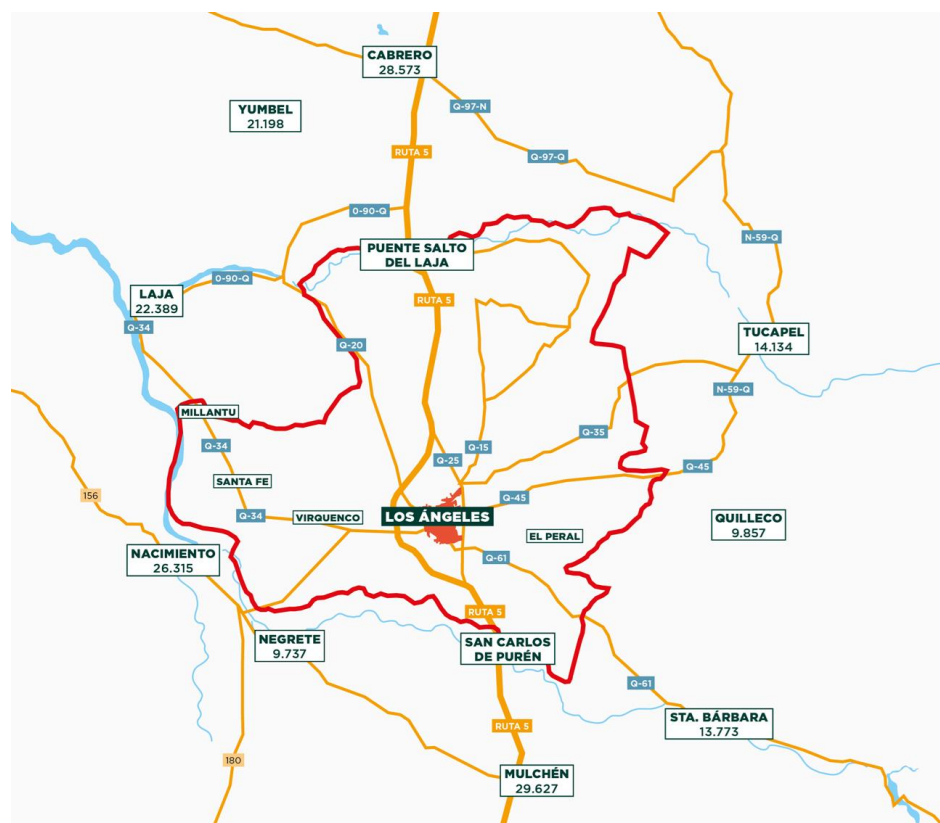 CABRERO
28.573
YUMBEL
21.198
Q-97-N
RUTA 5
Q-97-Q
0-90-Q
N-59-Q
PUENTE SALTO
DEL LAJA
0-90-Q
LAJA
22.389
RUTA 5
Q-34
TUCAPEL
14.134
Q-20
N-59-Q
MILLANTU
Q-34
Q-35
Q-15
Q-25
Q-45
SANTA FE
156
Q-45
Q-34
VIRQUENCO
LOS ÁNGELES
QUILLECO
9.857
EL PERAL
NACIMIENTO
26.315
Q-61
RUTA 5
NEGRETE
9.737
SAN CARLOS
DE PURÉN
Q-61
STA. BÁRBARA
13.773
RUTA 5
180
MULCHÉN
29.627